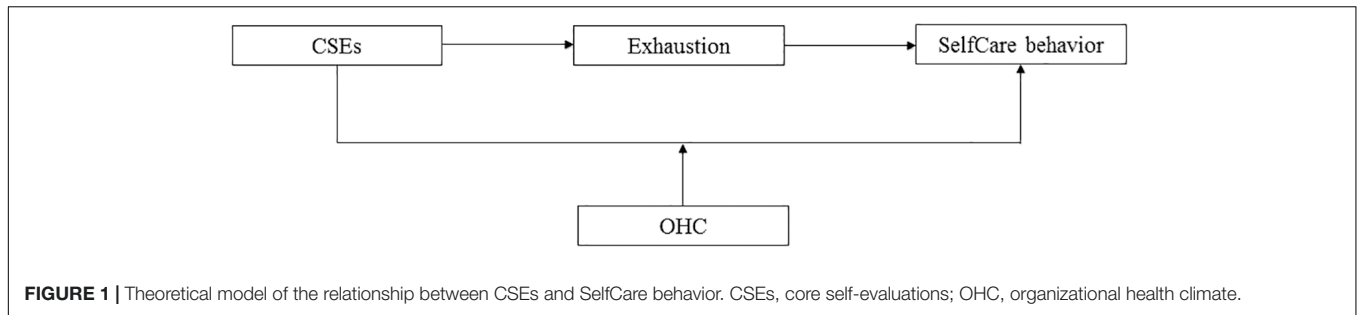 CSEs Exhaustion SelfCare behavior
OHC
FIGURE 1 | Theoretical model of the relationship between CSEs and SelfCare behavior. CSEs, core self-evaluations; OHC, organizational health climate.